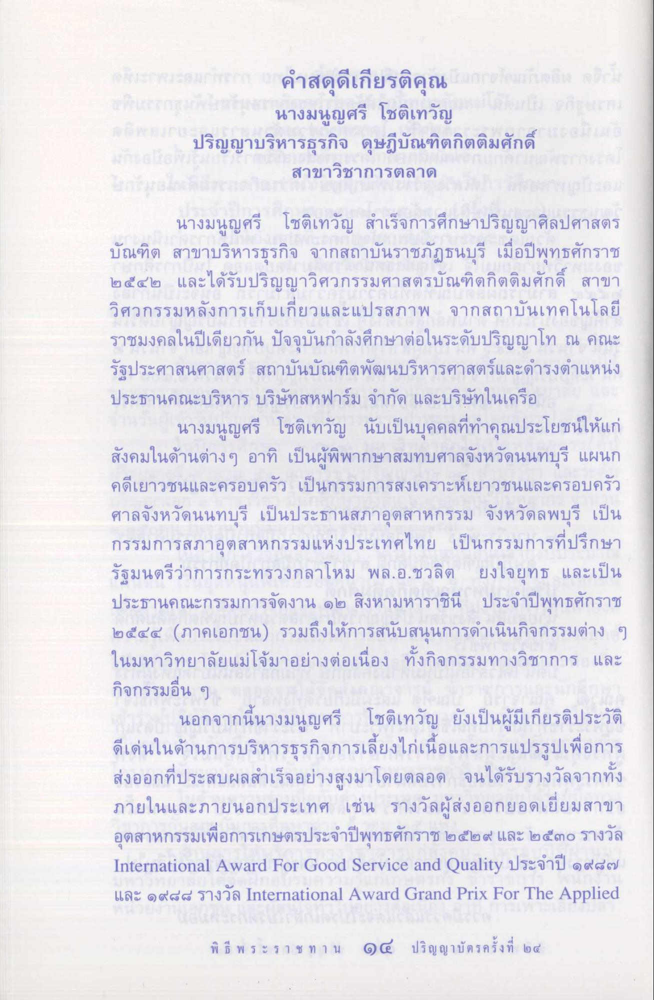 คำสดุดีเกียรติคุณ
นางมนูญศรี โชติเทวัญ
ปริญญาบริหารธุรกิจ ดุษฎีบัณฑิตกิตติมศักดิ์
สาขาวิชาการตลาด
นางมนูญศรี โชติเทวัญ สำเร็จการศึกษาปริญญาศิลปศาสตร
บัณฑิต สาขาบริหารธุรกิจ จากสถาบันราชภัฏธนบุรี เมื่อปีพุทธศักราช
๒๕๔๒ และได้รับปริญญาวิศวกรรมศาสตรบัณฑิตกิตติมศักดิ์ สาขา
วิศวกรรมหลังการเก็บเกี่ยวและแปรสภาพ จากสถาบันเทคโนโลยี
ราชมงคลในปีเดียวกัน ปัจจุบันกำลังศึกษาต่อในระดับปริญญาโท ณ คณะ
รัฐประศาสนศาสตร์ สถาบันบัณฑิตพัฒนบริหารศาสตร์และดำรงตำแหน่ง
ประธานคณะบริหาร บริษัทสหฟาร์ม จำกัด และบริษัทในเครือ
นางมนูญศรี โชติเทวัญ นับเป็นบุคคลที่ทำคุณประโยชน์ให้แก่
สังคมในด้านต่างๆ อาทิ เป็นผู้พิพากษาสมทบศาลจังหวัดนนทบุรี แผนก
คดีเยาวชนและครอบครัว เป็นกรรมการสงเคราะห์เยาวชนและครอบครัว
ศาลจังหวัดนนทบุรี เป็นประธานสภาอุตสาหกรรม จังหวัดลพบุรี เป็น
กรรมการสภาอุตสาหกรรมแห่งประเทศไทย เป็นกรรมการที่ปรึกษา
รัฐมนตรีว่าการกระทรวงกลาโหม พล.อ.ชวลิต ยงใจยุทธ และเป็น
ประธานคณะกรรมการจัดงาน ๑๒ สิงหามหาราชินี ประจำปีพุทธศักราช
๒๕๔๔ (ภาคเอกชน) รวมถึงให้การสนับสนุนการดำเนินกิจกรรมต่าง ๆ
ในมหาวิทยาลัยแม่โจ้มาอย่างต่อเนื่อง ทั้งกิจกรรมทางวิชาการ และ
กิจกรรมอื่น ๆ
นอกจากนี้นางมนูญศรี โชติเทวัญ ยังเป็นผู้มีเกียรติประวัติ
ดีเด่นในด้านการบริหารธุรกิจการเลี้ยงไก่เนื้อและการแปรรูปเพื่อการ
ส่งออกที่ประสบผลสำเร็จอย่างสูงมาโดยตลอด จนได้รับรางวัลจากทั้ง
ภายในและภายนอกประเทศ เช่น รางวัลผู้ส่งออกยอดเยี่ยมสาขา
อุตสาหกรรมเพื่อการเกษตรประจำปีพุทธศักราช ๒๕๒๙ และ ๒๕๓๐ รางวัล
International Award For Good Service and Quality ประจำปี ๑๙๘๗
และ ๑๙๘๘ รางวัล International Award Grand Prix For The Applied
พิธีพระราชทาน ๑๔ ปริญญาบัตรครั้งที่ ๒๔